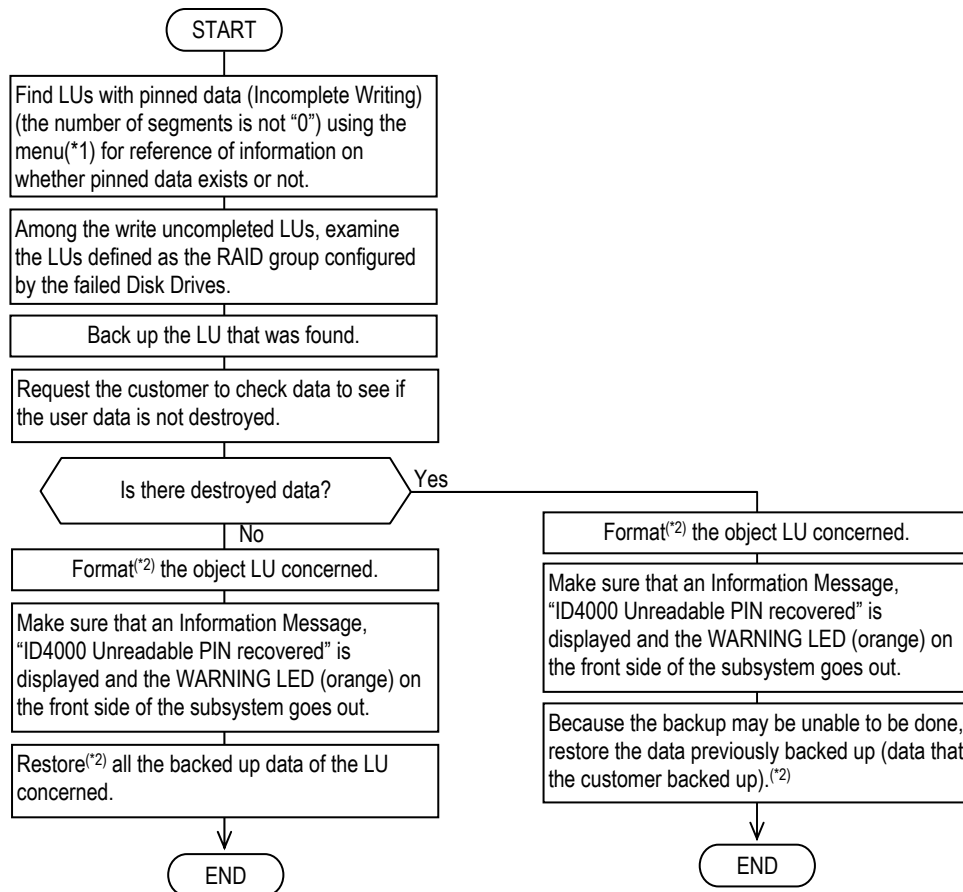 START
Find LUs with pinned data (Incomplete Writing)
(the number of segments is not “0”) using the
menu(*1) for reference of information on
whether pinned data exists or not.
Among the write uncompleted LUs, examine
the LUs defined as the RAID group configured
by the failed Disk Drives.
Back up the LU that was found.
Request the customer to check data to see if
the user data is not destroyed.
Is there destroyed data?
Yes
No
Format(*2) the object LU concerned.
Make sure that an Information Message,
“ID4000 Unreadable PIN recovered” is
displayed and the WARNING LED (orange) on
the front side of the subsystem goes out.
Restore(*2) all the backed up data of the LU
concerned.
END
Format(*2) the object LU concerned.
Make sure that an Information Message,
“ID4000 Unreadable PIN recovered” is
displayed and the WARNING LED (orange) on
the front side of the subsystem goes out.
Because the backup may be unable to be done,
restore the data previously backed up (data that
the customer backed up).(*2)
END